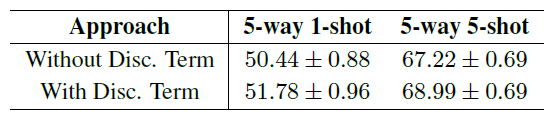 Approach 5-way 1-shot 5-way 5-shot
Without Disc. Term 50.44 ± 0.88 67.22 ± 0.69
With Disc. Term 51.78 ± 0.96 68.99 ± 0.69